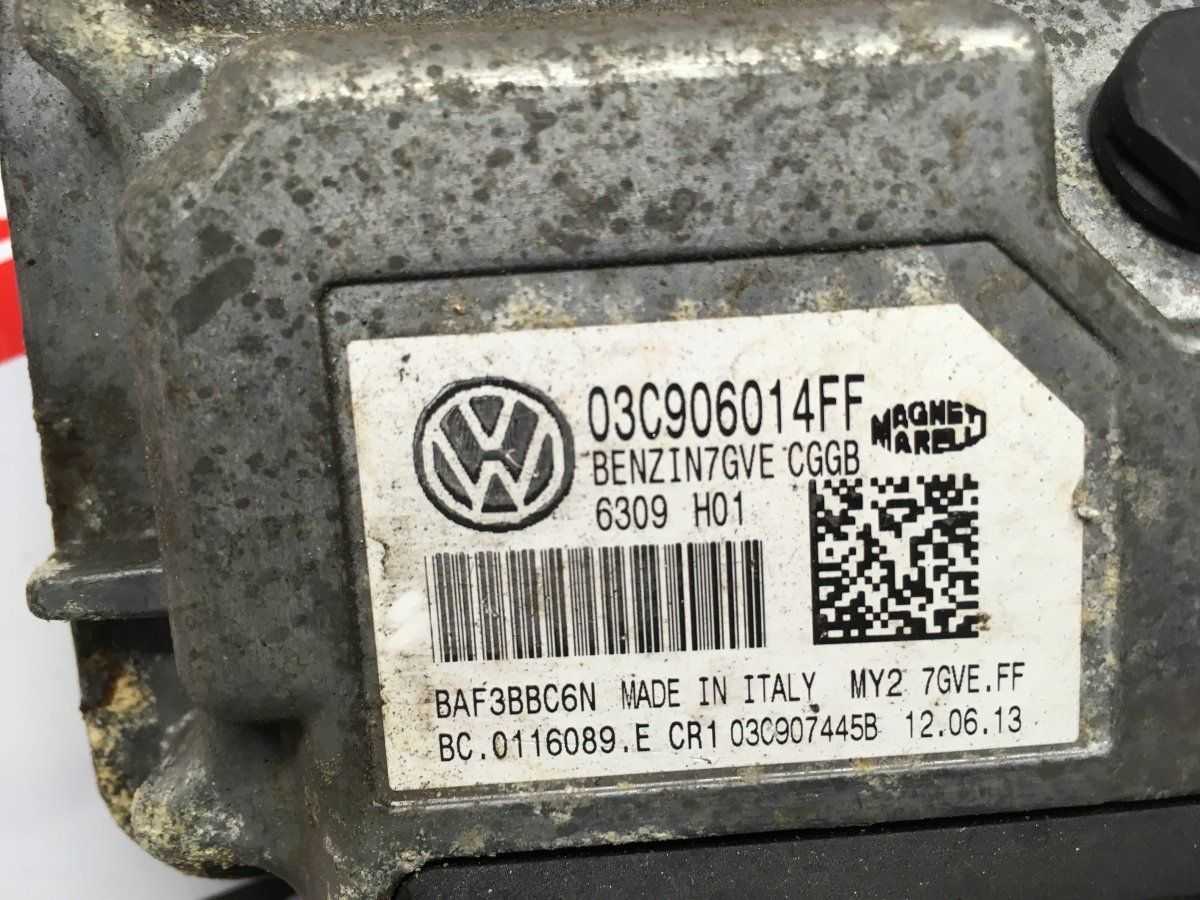 03C906014FF
BENZIN7GVE CGGB
6309 H01
MAGNETI
MARELLI
BAF3BBC6N MADE IN ITALY MY2 7GVE.FF
BC.0116089.E CR1 03C907445B 12.06.13